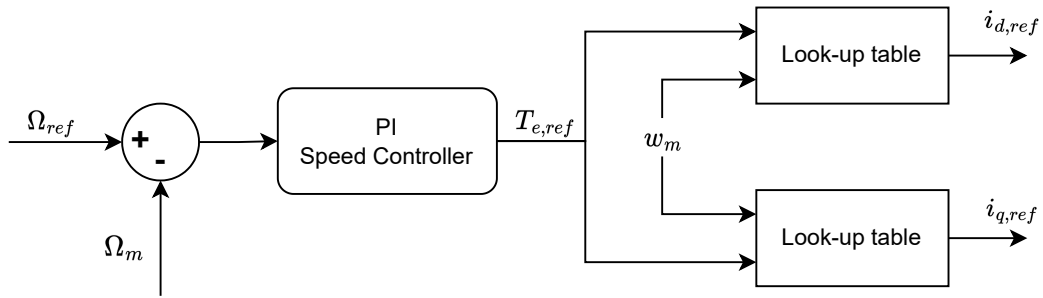 Ω_ref
+
-
Ω_m
PI
Speed Controller
T_e,ref
w_m
Look-up table
i_d,ref
Look-up table
i_q,ref